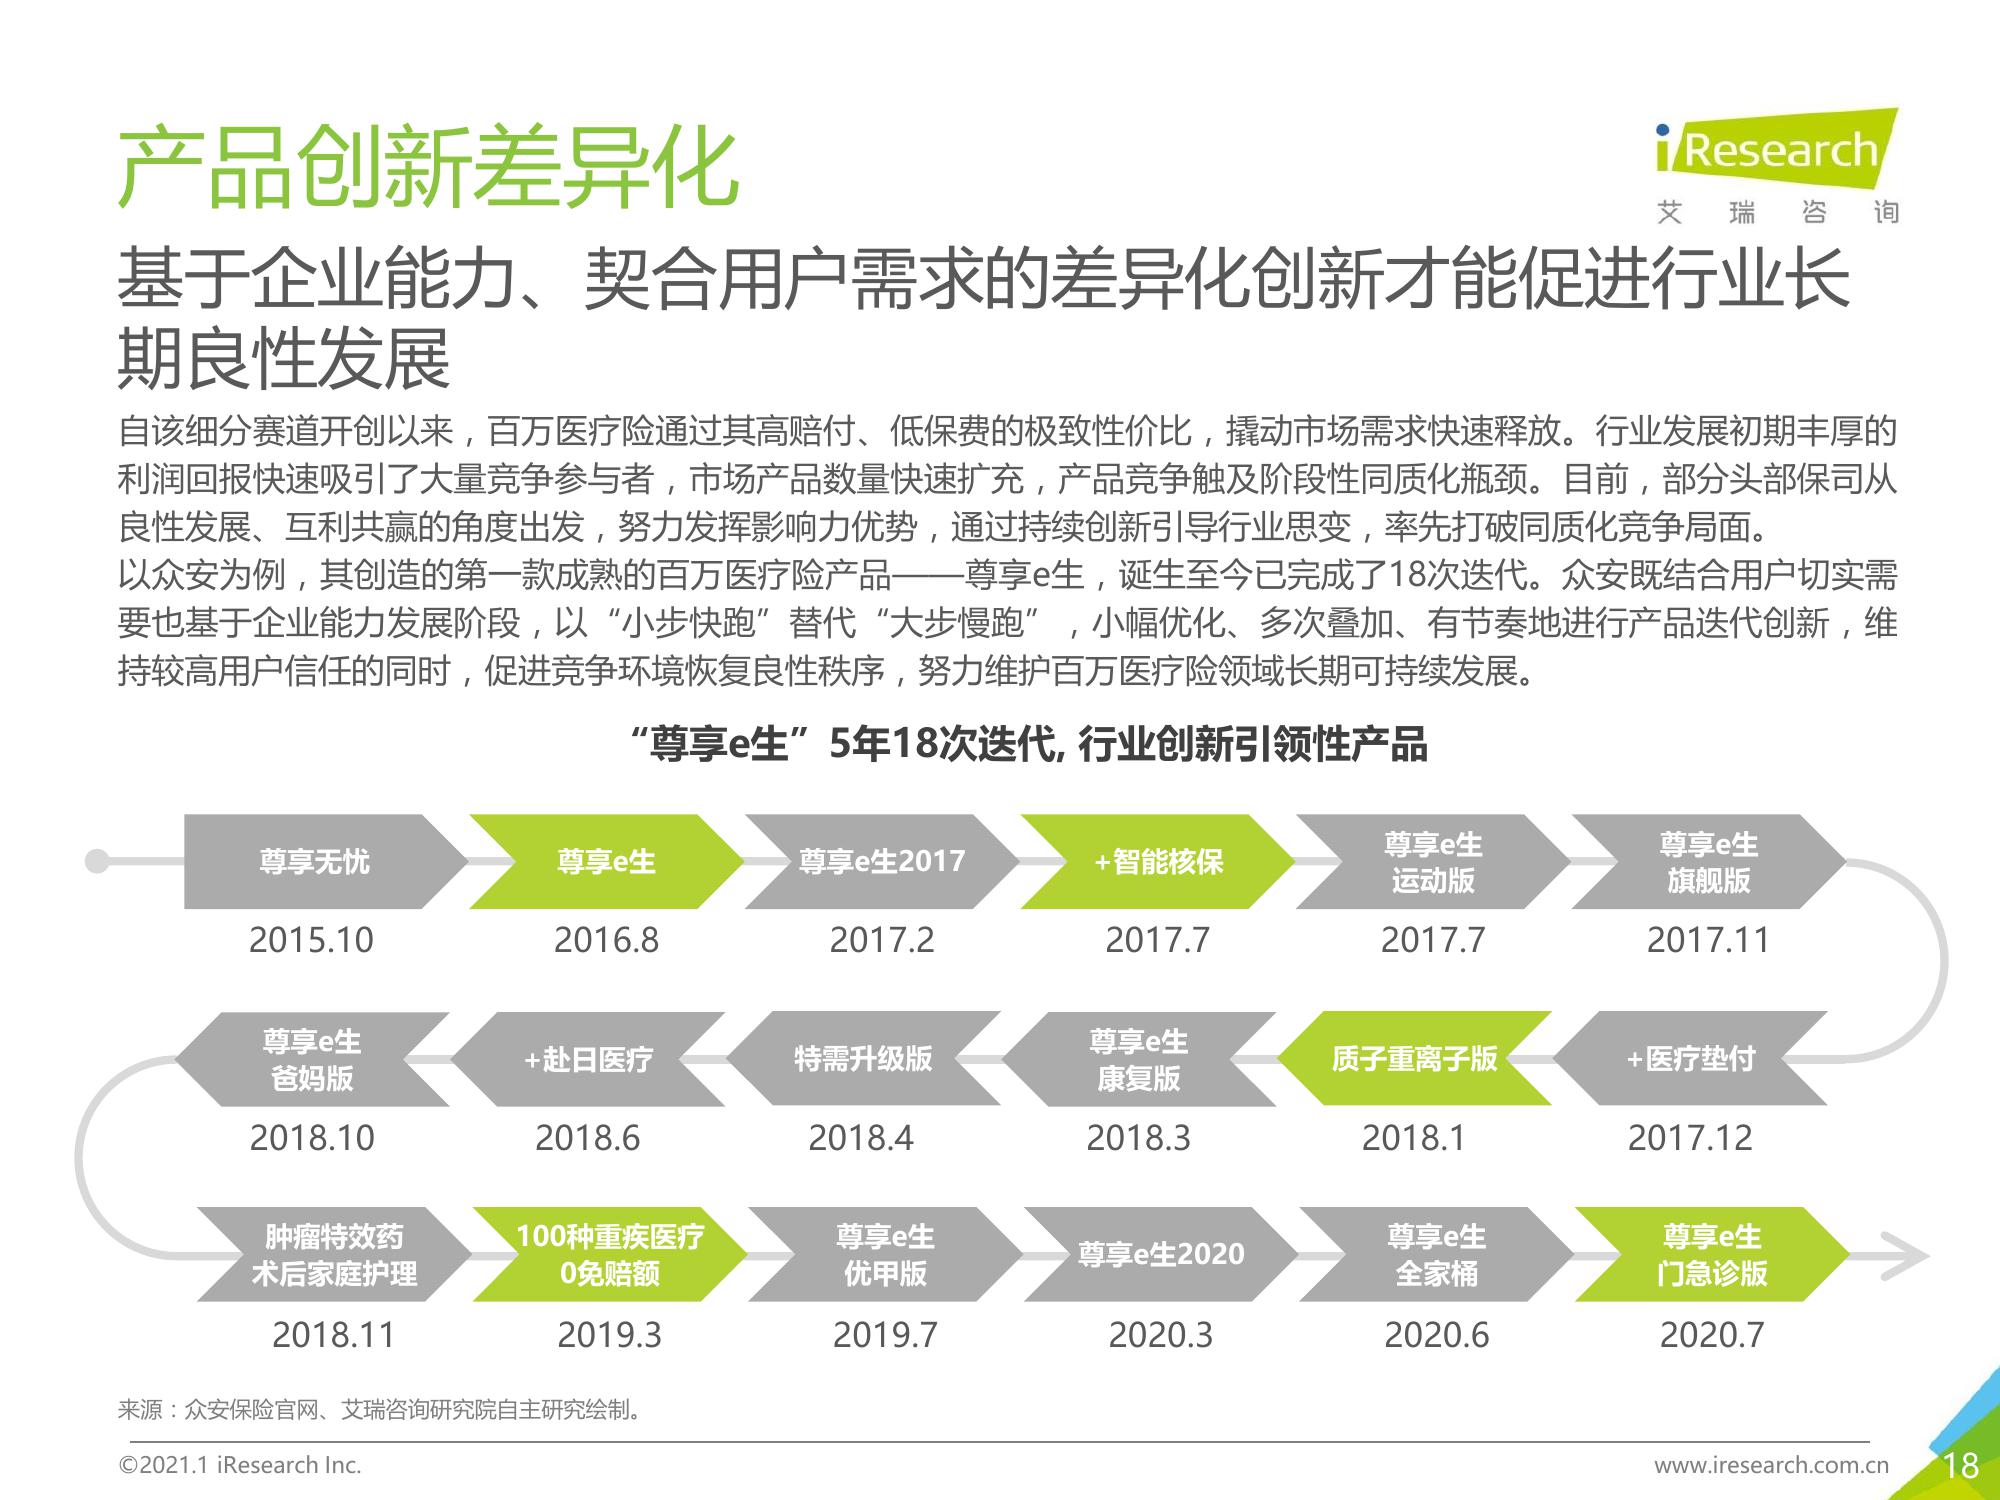 产品创新差异化
iResearch
艾瑞咨询
基于企业能力、契合用户需求的差异化创新才能促进行业长
期良性发展
自该细分赛道开创以来，百万医疗险通过其高赔付、低保费的极致性价比，撬动市场需求快速释放。行业发展初期丰厚的
利润回报快速吸引了大量竞争参与者，市场产品数量快速扩充，产品竞争触及阶段性同质化瓶颈。目前，部分头部保司从
良性发展、互利共赢的角度出发，努力发挥影响力优势，通过持续创新引导行业思变，率先打破同质化竞争局面。
以众安为例，其创造的第一款成熟的百万医疗险产品——尊享e生，诞生至今已完成了18次迭代。众安既结合用户切实需
要也基于企业能力发展阶段，以“小步快跑”替代“大步慢跑”，小幅优化、多次叠加、有节奏地进行产品迭代创新，维
持较高用户信任的同时，促进竞争环境恢复良性秩序，努力维护百万医疗险领域长期可持续发展。
“尊享e生”5年18次迭代, 行业创新引领性产品
尊享无忧
2015.10
尊享e生
2016.8
尊享e生2017
2017.2
+智能核保
2017.7
尊享e生
运动版
2017.7
尊享e生
旗舰版
2017.11
+医疗垫付
2017.12
质子重离子版
2018.1
尊享e生
康复版
2018.3
特需升级版
2018.4
+赴日医疗
2018.6
尊享e生
爸妈版
2018.10
肿瘤特效药
术后家庭护理
2018.11
100种重疾医疗
0免赔额
2019.3
尊享e生
优甲版
2019.7
尊享e生2020
2020.3
尊享e生
全家桶
2020.6
尊享e生
门急诊版
2020.7
来源：众安保险官网、艾瑞咨询研究院自主研究绘制。
©2021.1 iResearch Inc.
www.iresearch.com.cn
18